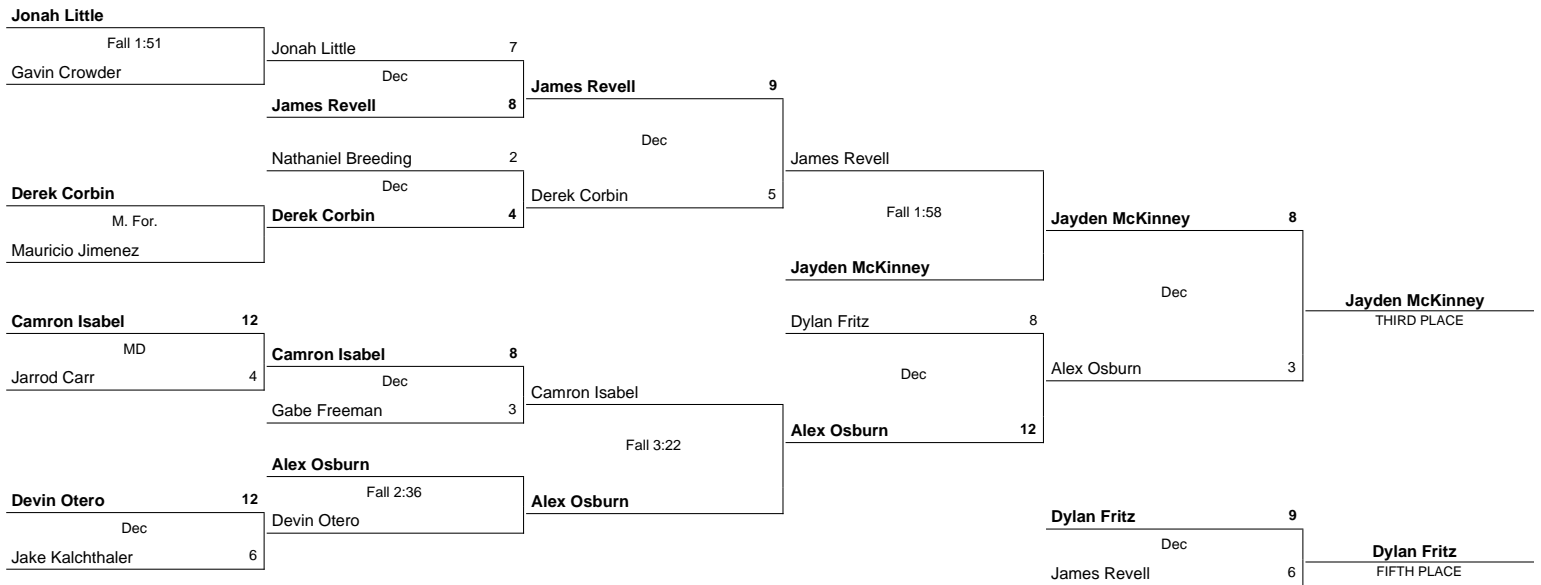 Jonah Little
Fall 1:51
Gavin Crowder
Jonah Little 7
Dec
James Revell 8
Nathaniel Breeding 2
Dec
Derek Corbin 4
Derek Corbin
M. For.
Mauricio Jimenez
James Revell 9
Dec
Derek Corbin 5
Camron Isabel 12
MD
Jarrod Carr 4
Camron Isabel 8
Dec
Gabe Freeman 3
Alex Osburn
Fall 2:36
Devin Otero
Devin Otero 12
Dec
Jake Kalchthaler 6
Camron Isabel
Fall 3:22
Alex Osburn
James Revell
Fall 1:58
Jayden McKinney
Dylan Fritz 8
Dec
Alex Osburn 12
Jayden McKinney 8
Dec
Alex Osburn 3
Jayden McKinney
THIRD PLACE
Dylan Fritz 9
Dec
James Revell 6
Dylan Fritz
FIFTH PLACE